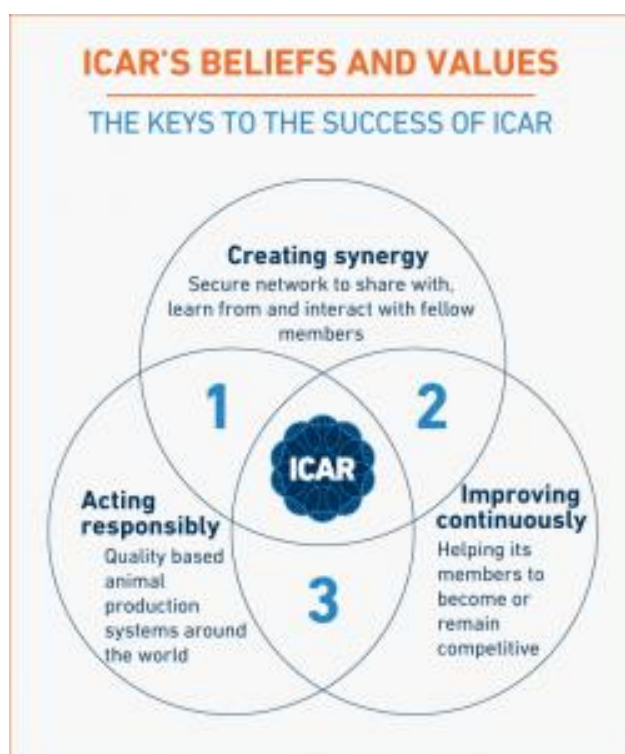 ICAR'S BELIEFS AND VALUES
THE KEYS TO THE SUCCESS OF ICAR
Creating synergy
Secure network to share with,
learn from and interact with fellow
members
1
2
ICAR
Acting
responsibly
Quality based
animal
production
systems around
the world
Improving
continuously
Helping its
members to
become or
remain
competitive
3